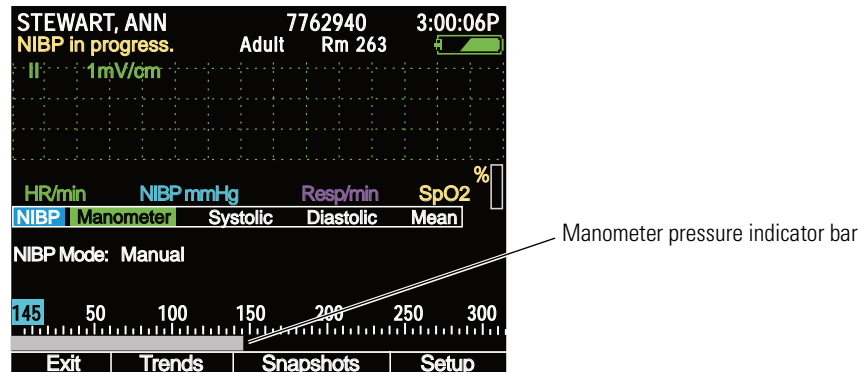 STEWART, ANN 7762940 3:00:06P
NIBP in progress. Adult Rm 263
II 1mV/cm
%
HR/min NIBP mmHg Resp/min SpO2
NIBP Manometer Systolic Diastolic Mean
Manometer pressure indicator bar
NIBP Mode: Manual
145 50 100 150 200 250 300
Exit Trends Snapshots Setup